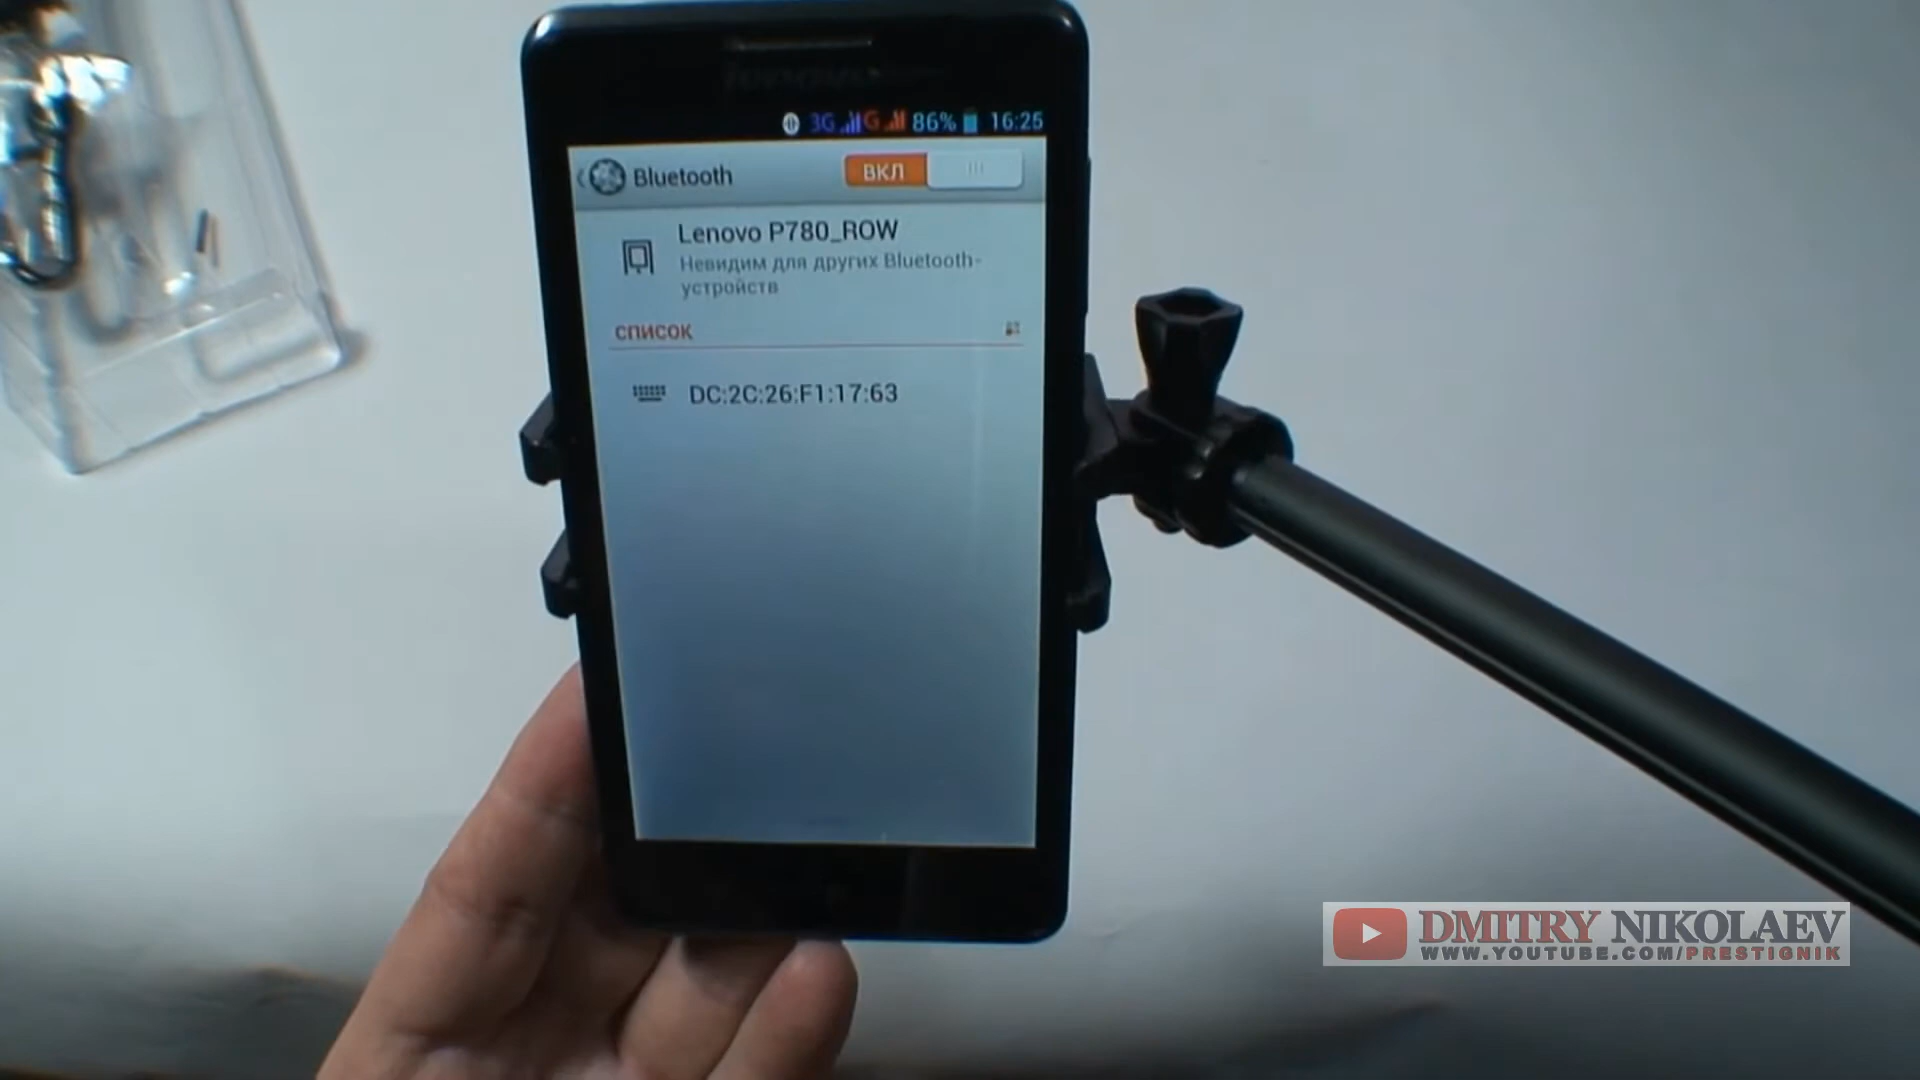 3G G 86% 16:25
Bluetooth ВКЛ
Lenovo P780_ROW
Невидим для других Bluetooth-
устройств
СПИСОК
DC:2C:26:F1:17:63
DMITRY NIKOLAEV
WWW.YOUTUBE.COM/PRESTIGNIK